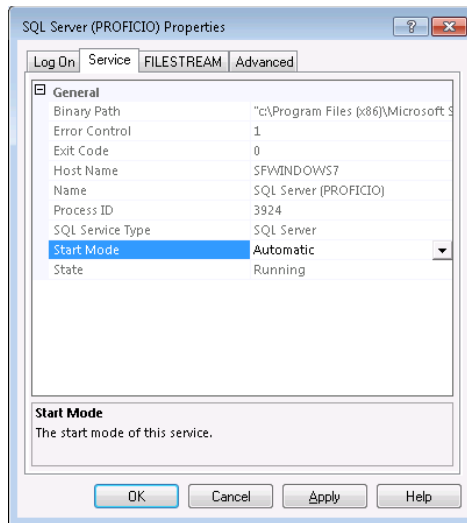 SQL Server (PROFICIO) Properties
Log On Service FILESTREAM Advanced
General
Binary Path "c:\Program Files (x86)\Microsoft S
Error Control 1
Exit Code 0
Host Name SFWINDOWS7
Name SQL Server (PROFICIO)
Process ID 3924
SQL Service Type SQL Server
Start Mode Automatic
State Running
Start Mode
The start mode of this service.
OK Cancel Apply Help